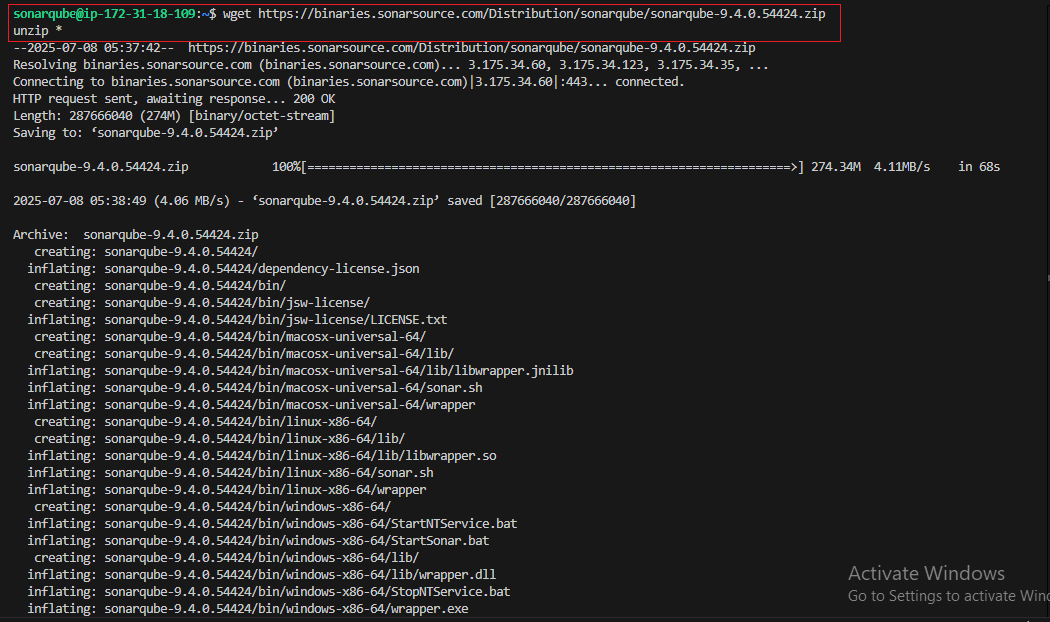 sonarqube@ip-172-31-18-109:~$ wget https://binaries.sonarsource.com/Distribution/sonarqube/sonarqube-9.4.0.54424.zip
unzip *
--2025-07-08 05:37:42--  https://binaries.sonarsource.com/Distribution/sonarqube/sonarqube-9.4.0.54424.zip
Resolving binaries.sonarsource.com (binaries.sonarsource.com)... 3.175.34.60, 3.175.34.123, 3.175.34.35, ...
Connecting to binaries.sonarsource.com (binaries.sonarsource.com)|3.175.34.60|:443... connected.
HTTP request sent, awaiting response... 200 OK
Length: 287666040 (274M) [binary/octet-stream]
Saving to: ‘sonarqube-9.4.0.54424.zip’
sonarqube-9.4.0.54424.zip 100%[=====================================================================>] 274.34M 4.11MB/s in 68s
2025-07-08 05:38:49 (4.06 MB/s) - ‘sonarqube-9.4.0.54424.zip’ saved [287666040/287666040]
Archive:  sonarqube-9.4.0.54424.zip
creating: sonarqube-9.4.0.54424/
inflating: sonarqube-9.4.0.54424/dependency-license.json
creating: sonarqube-9.4.0.54424/bin/
creating: sonarqube-9.4.0.54424/bin/jsw-license/
inflating: sonarqube-9.4.0.54424/bin/jsw-license/LICENSE.txt
creating: sonarqube-9.4.0.54424/bin/macosx-universal-64/
creating: sonarqube-9.4.0.54424/bin/macosx-universal-64/lib/
inflating: sonarqube-9.4.0.54424/bin/macosx-universal-64/lib/libwrapper.jnilib
inflating: sonarqube-9.4.0.54424/bin/macosx-universal-64/sonar.sh
inflating: sonarqube-9.4.0.54424/bin/macosx-universal-64/wrapper
creating: sonarqube-9.4.0.54424/bin/linux-x86-64/
creating: sonarqube-9.4.0.54424/bin/linux-x86-64/lib/
inflating: sonarqube-9.4.0.54424/bin/linux-x86-64/lib/libwrapper.so
inflating: sonarqube-9.4.0.54424/bin/linux-x86-64/sonar.sh
inflating: sonarqube-9.4.0.54424/bin/linux-x86-64/wrapper
creating: sonarqube-9.4.0.54424/bin/windows-x86-64/
inflating: sonarqube-9.4.0.54424/bin/windows-x86-64/StartNTService.bat
inflating: sonarqube-9.4.0.54424/bin/windows-x86-64/StartSonar.bat
creating: sonarqube-9.4.0.54424/bin/windows-x86-64/lib/
inflating: sonarqube-9.4.0.54424/bin/windows-x86-64/lib/wrapper.dll
inflating: sonarqube-9.4.0.54424/bin/windows-x86-64/StopNTService.bat
inflating: sonarqube-9.4.0.54424/bin/windows-x86-64/wrapper.exe
Activate Windows
Go to Settings to activate Win